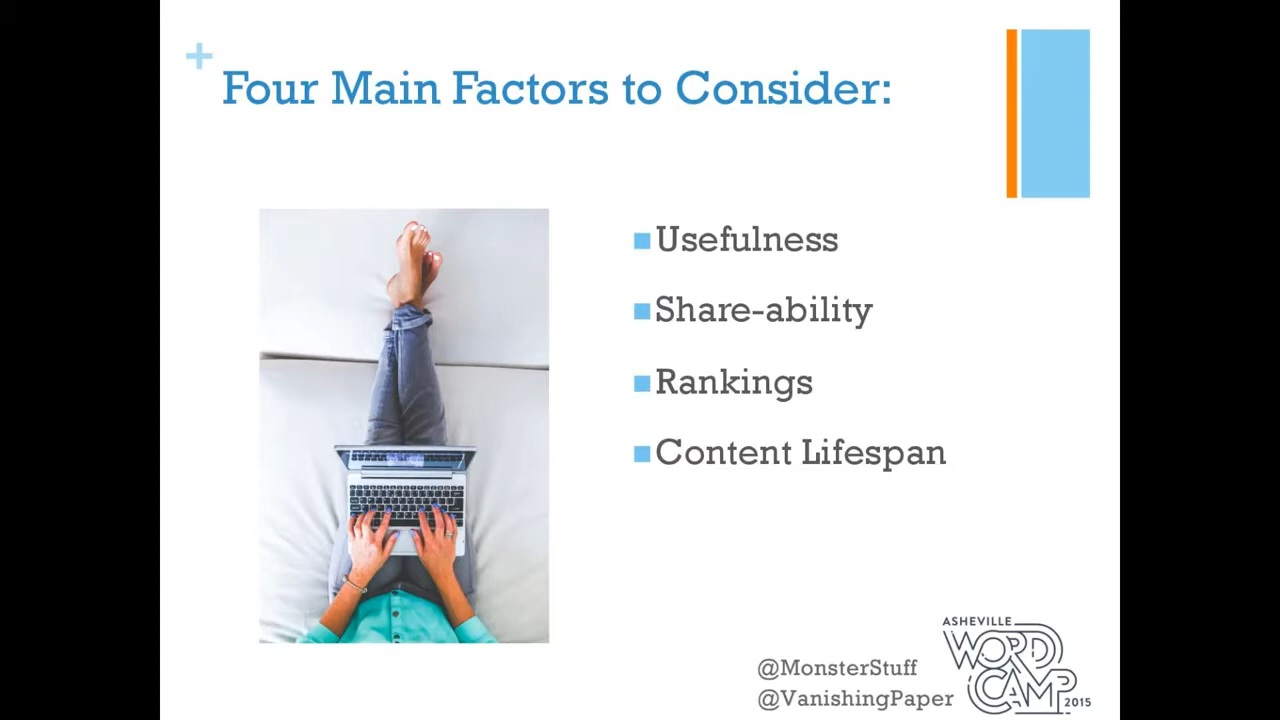 +
Four Main Factors to Consider:
Usefulness
Share-ability
Rankings
Content Lifespan
@MonsterStuff
@VanishingPaper
ASHEVILLE
WORD
CAMP
2015